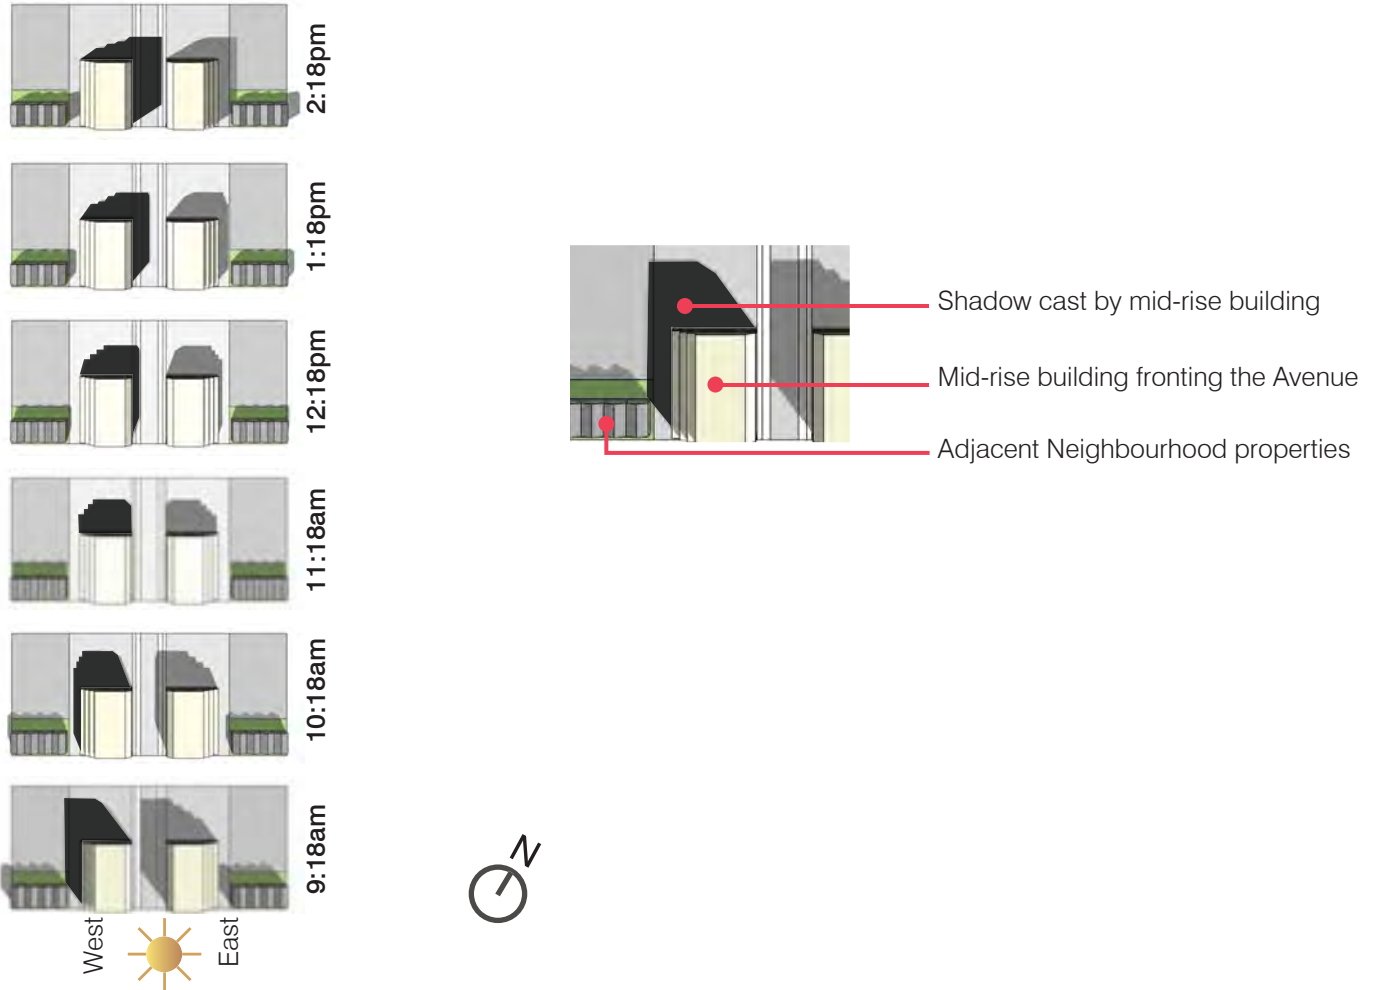 2:18pm
1:18pm
12:18pm
11:18am
10:18am
9:18am
West
East
N
Shadow cast by mid-rise building
Mid-rise building fronting the Avenue
Adjacent Neighbourhood properties